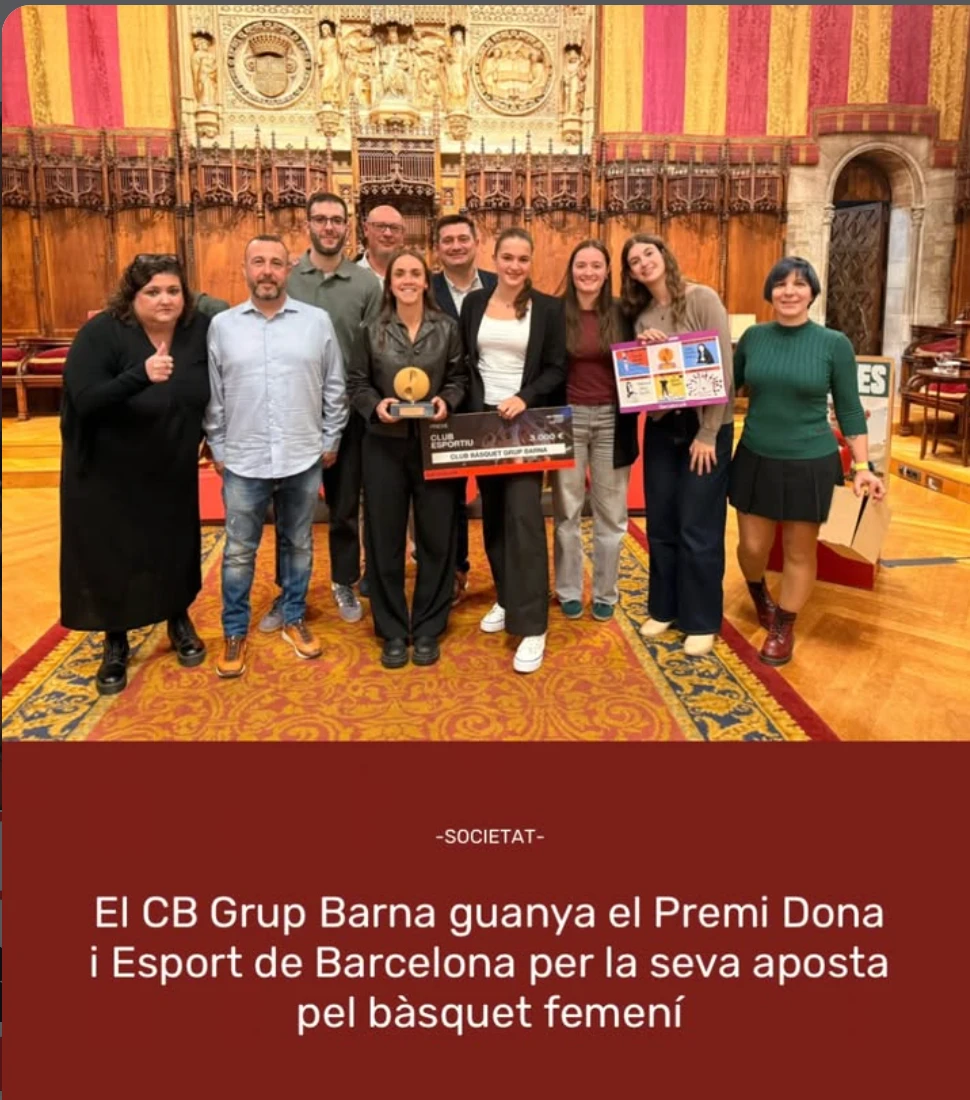 ES
CLUB
ESPORTIU
3.000 €
CLUB BÀSQUET GRUP BARNA
-SOCIETAT-
El CB Grup Barna guanya el Premi Dona
i Esport de Barcelona per la seva aposta
pel bàsquet femení